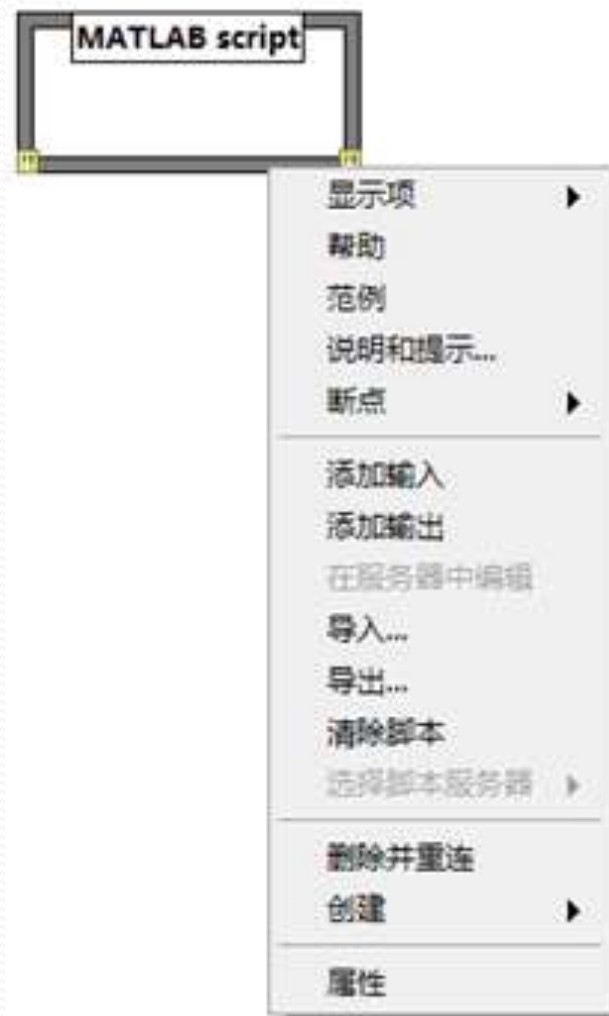 MATLAB script
显示项
帮助
范例
说明和提示...
断点
添加输入
添加输出
在服务器中编辑
导入...
导出...
清除脚本
选择脚本服务器
删除并重连
创建
属性